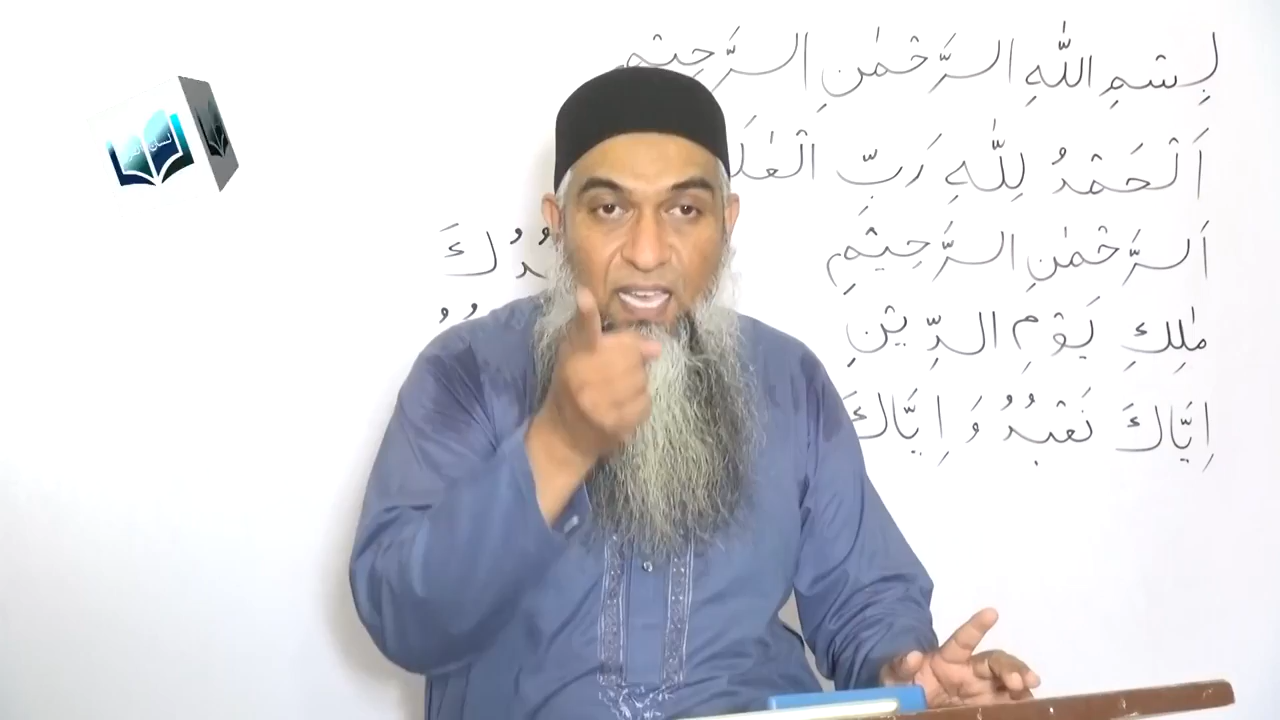 بِسْمِ اللّٰهِ الرَّحْمٰنِ الرَّحِيْمِ
اَلْحَمْدُ لِلّٰهِ رَبِّ
اَلرَّحْمٰنِ الرَّحِيْمِ
مٰلِكِ يَوْمِ الدِّيْنِ
اِيَّاكَ نَعْبُدُ وَ اِيَّاكَ